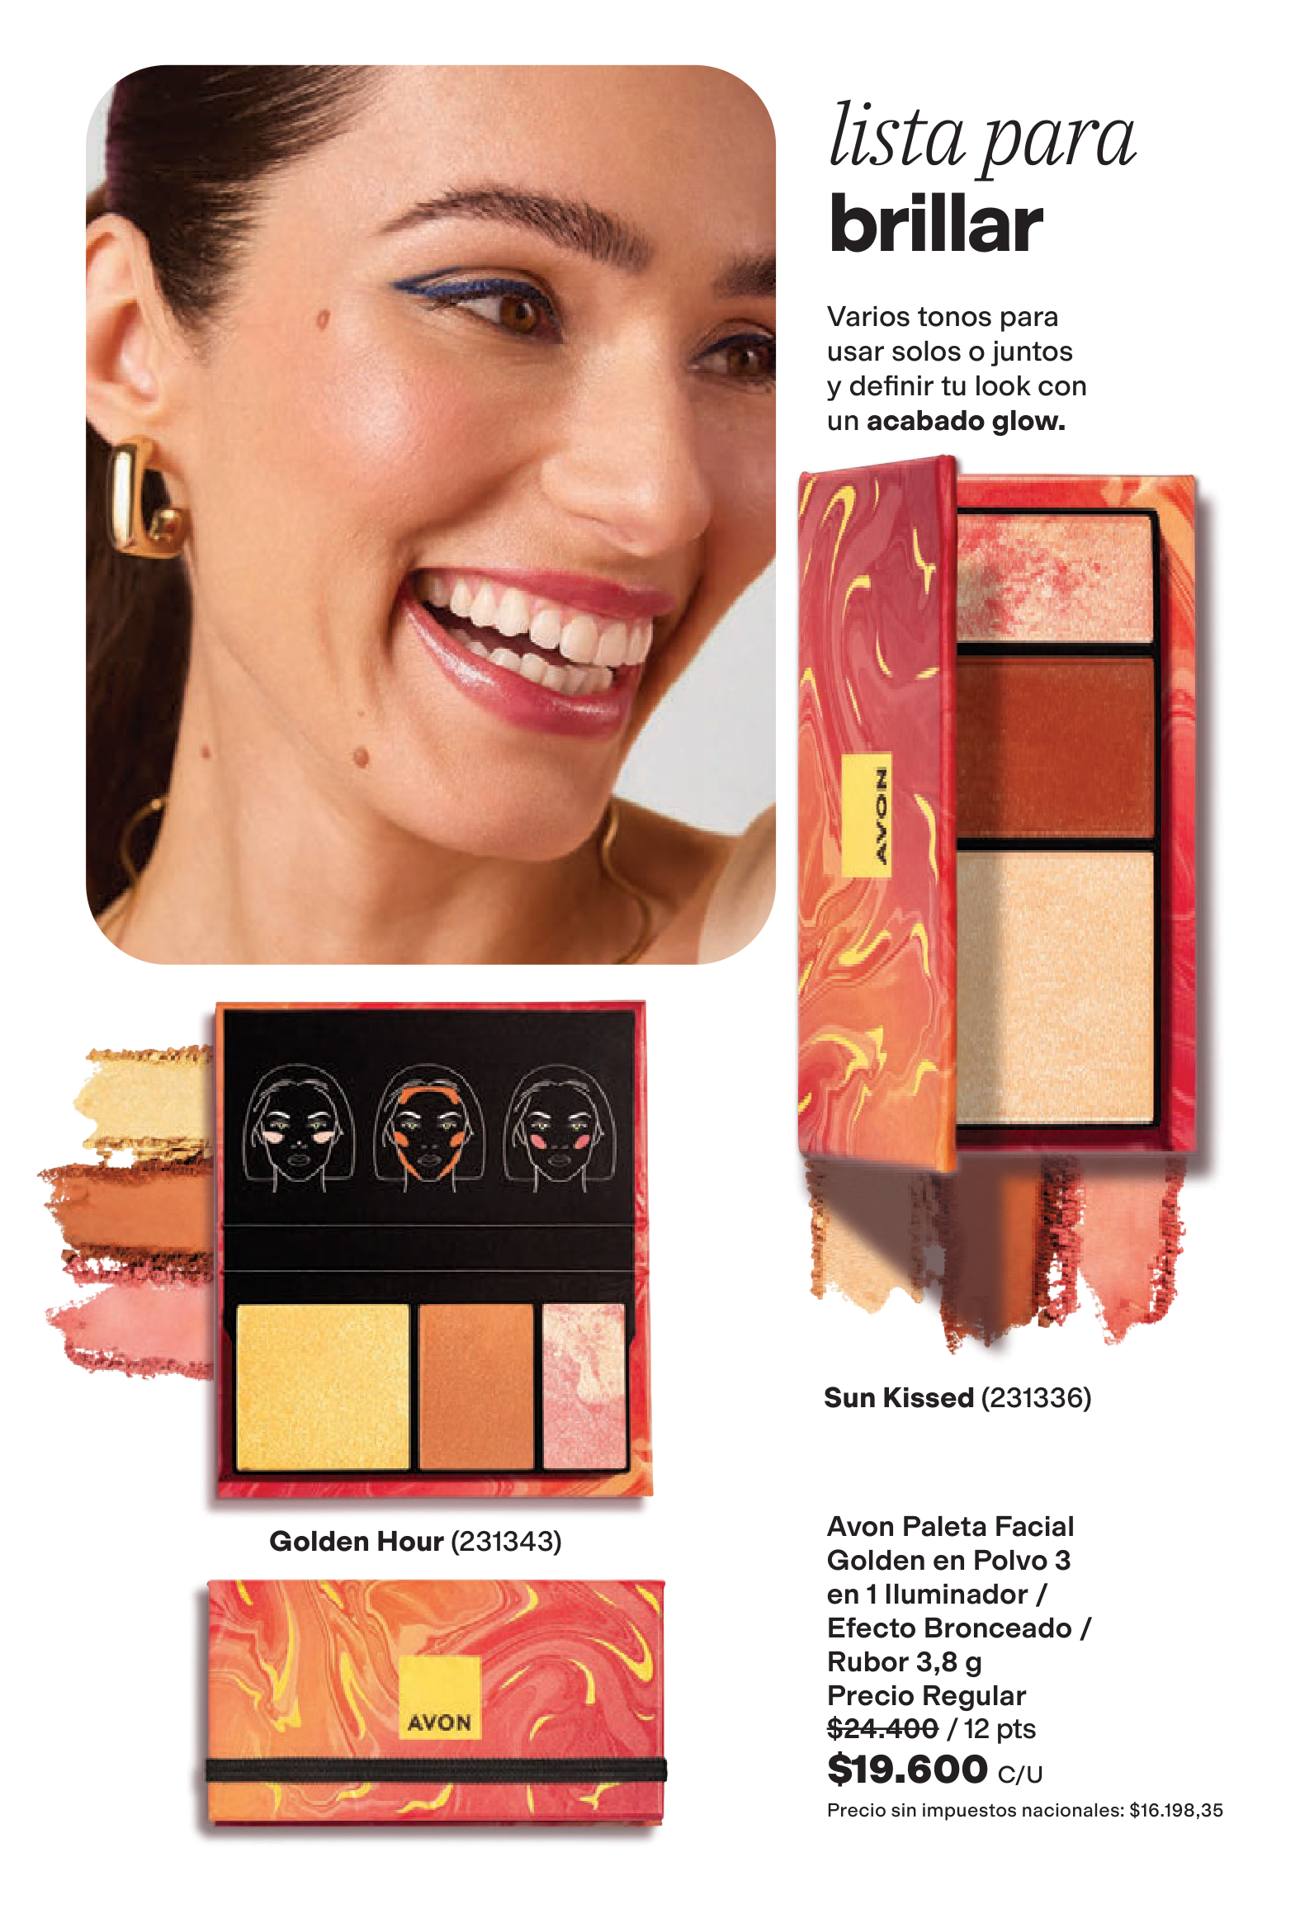 lista para
brillar
Varios tonos para
usar solos o juntos
y definir tu look con
un acabado glow.
AVON
Sun Kissed (231336)
Golden Hour (231343)
AVON
Avon Paleta Facial
Golden en Polvo 3
en 1 Iluminador /
Efecto Bronceado /
Rubor 3,8 g
Precio Regular
$24.400 / 12 pts
$19.600 C/U
Precio sin impuestos nacionales: $16.198,35